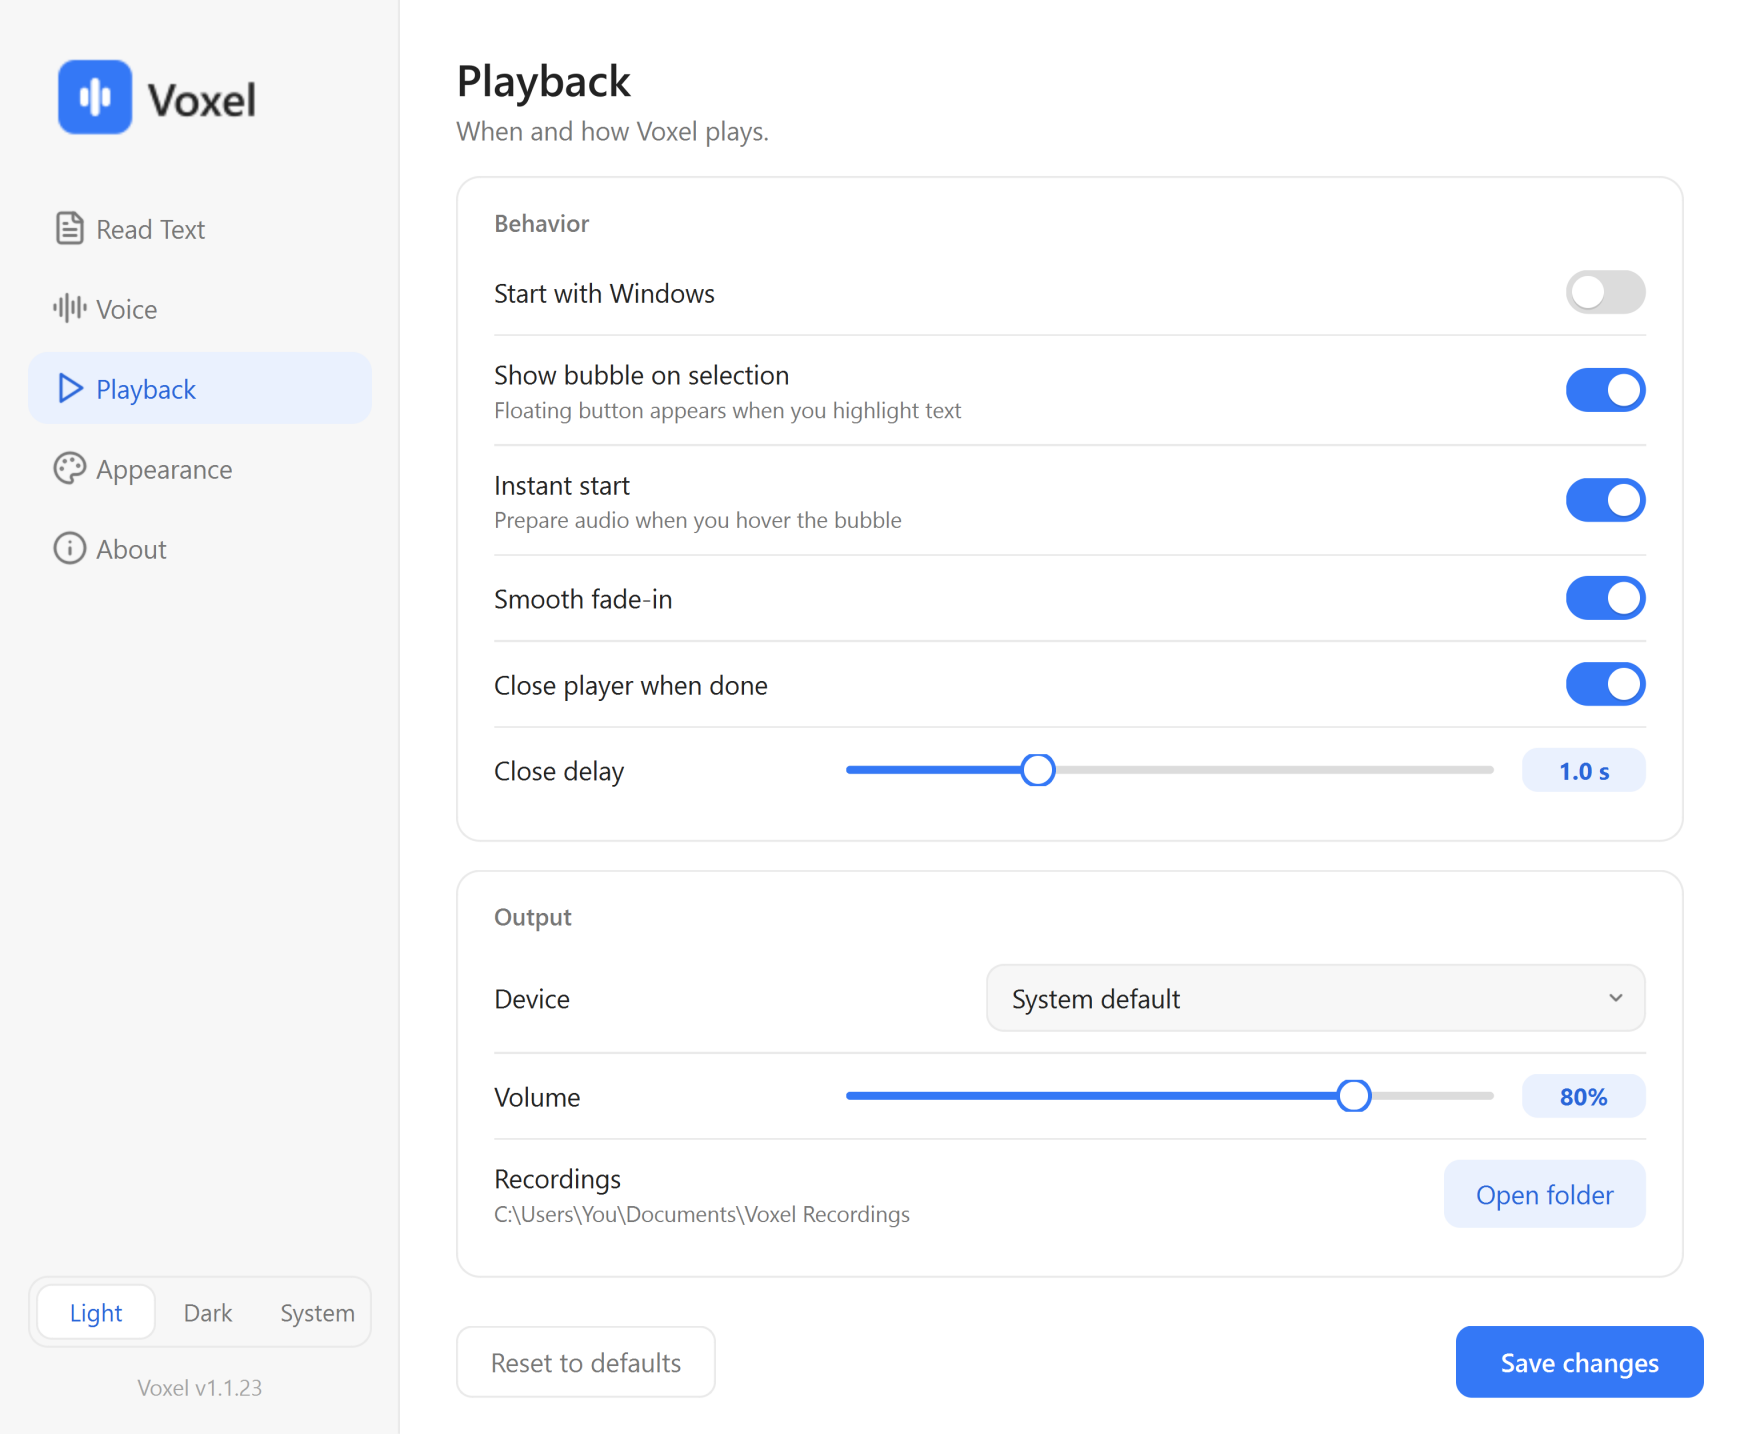 Voxel
Read Text
Voice
Playback
Appearance
About
Light
Dark
System
Voxel v1.1.23
Playback
When and how Voxel plays.
Behavior
Start with Windows
Show bubble on selection
Floating button appears when you highlight text
Instant start
Prepare audio when you hover the bubble
Smooth fade-in
Close player when done
Close delay
1.0 s
Output
Device
System default
Volume
80%
Recordings
C:\Users\You\Documents\Voxel Recordings
Open folder
Reset to defaults
Save changes